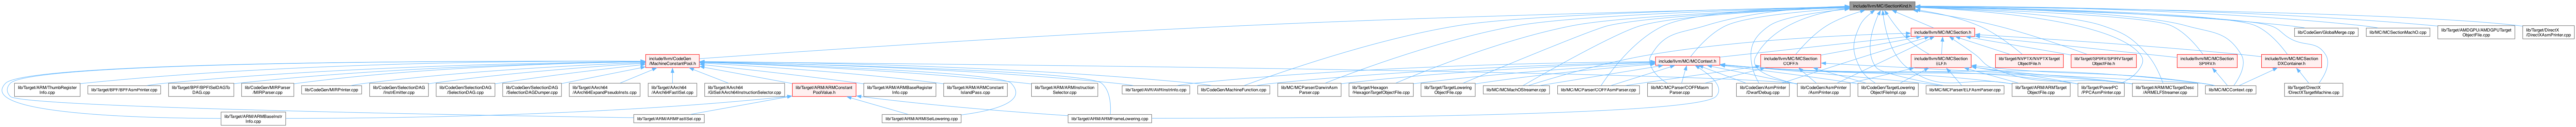 include/llvm/MC/SectionKind.h
include/llvm/MC/MCSection.h
lib/CodeGen/GlobalMerge.cpp
lib/MC/MCSectionMachO.cpp
lib/Target/AMDGPU/AMDGPUTarget
ObjectFile.cpp
lib/Target/DirectX
/DirectXAsmPrinter.cpp
include/llvm/CodeGen
/MachineConstantPool.h
include/llvm/MC/MCContext.h
include/llvm/MC/MCSection
COFF.h
include/llvm/MC/MCSection
ELF.h
lib/Target/NVPTX/NVPTXTarget
ObjectFile.h
lib/Target/SPIRV/SPIRVTarget
ObjectFile.h
include/llvm/MC/MCSection
SPIRV.h
include/llvm/MC/MCSection
DXContainer.h
lib/Target/ARM/ThumbRegister
Info.cpp
lib/Target/BPF/BPFAsmPrinter.cpp
lib/Target/BPF/BPFISelDAGTo
DAG.cpp
lib/CodeGen/MIRParser
/MIRParser.cpp
lib/CodeGen/MIRPrinter.cpp
lib/CodeGen/SelectionDAG
/InstrEmitter.cpp
lib/CodeGen/SelectionDAG
/SelectionDAG.cpp
lib/CodeGen/SelectionDAG
/SelectionDAGDumper.cpp
lib/Target/AArch64
/AArch64ExpandPseudoInsts.cpp
lib/Target/AArch64
/AArch64FastISel.cpp
lib/Target/AArch64
/GISel/AArch64InstructionSelector.cpp
lib/Target/ARM/ARMConstant
PoolValue.h
lib/Target/ARM/ARMBaseRegister
Info.cpp
lib/Target/ARM/ARMConstant
IslandPass.cpp
lib/Target/ARM/ARMInstruction
Selector.cpp
lib/Target/AVR/AVRInstrInfo.cpp
lib/CodeGen/MachineFunction.cpp
lib/MC/MCParser/DarwinAsm
Parser.cpp
lib/Target/Hexagon
/HexagonTargetObjectFile.cpp
lib/Target/TargetLowering
ObjectFile.cpp
lib/MC/MCMachOStreamer.cpp
lib/MC/MCParser/COFFAsmParser.cpp
lib/MC/MCParser/COFFMasm
Parser.cpp
lib/CodeGen/AsmPrinter
/DwarfDebug.cpp
lib/CodeGen/AsmPrinter
/AsmPrinter.cpp
lib/CodeGen/TargetLowering
ObjectFileImpl.cpp
lib/MC/MCParser/ELFAsmParser.cpp
lib/Target/ARM/ARMTarget
ObjectFile.cpp
lib/Target/PowerPC
/PPCAsmPrinter.cpp
lib/Target/ARM/MCTargetDesc
/ARMELFStreamer.cpp
lib/MC/MCContext.cpp
lib/Target/DirectX
/DirectXTargetMachine.cpp
lib/Target/ARM/ARMBaseInstr
Info.cpp
lib/Target/ARM/ARMFastISel.cpp
lib/Target/ARM/ARMISelLowering.cpp
lib/Target/ARM/ARMFrameLowering.cpp